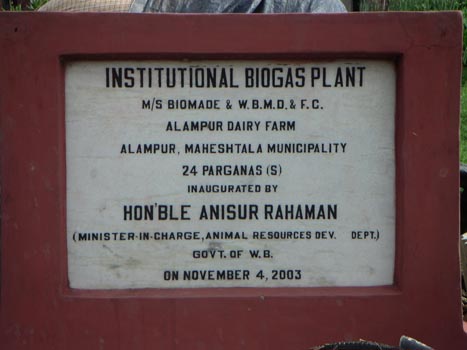 INSTITUTIONAL BIOGAS PLANT
M/S BIOMADE & W.B.M.D.& F.C.
ALAMPUR DAIRY FARM
ALAMPUR, MAHESHTALA MUNICIPALITY
24 PARGANAS (S)
INAUGURATED BY
HON'BLE ANISUR RAHAMAN
(MINISTER-IN-CHARGE, ANIMAL RESOURCES DEV. DEPT.)
GOVT. OF W.B.
ON NOVEMBER 4, 2003